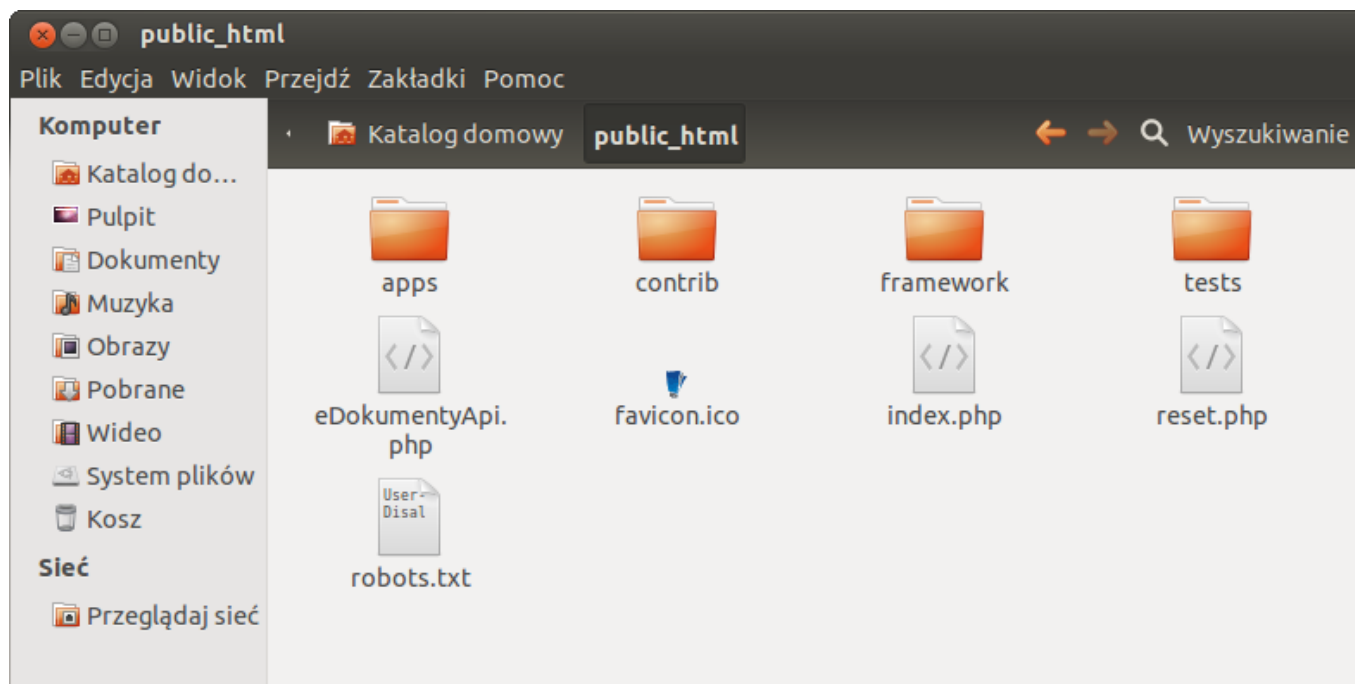 public_html
Plik Edycja Widok Przejdź Zakładki Pomoc
Komputer
Katalog do...
Pulpit
Dokumenty
Muzyka
Obrazy
Pobrane
Wideo
System plików
Kosz
Sieć
Przeglądaj sieć
Katalog domowy public_html Wyszukiwanie
apps contrib framework tests
</>
</>
</>
eDokumentyApi. favicon.ico index.php reset.php
php
User-
Disal
robots.txt